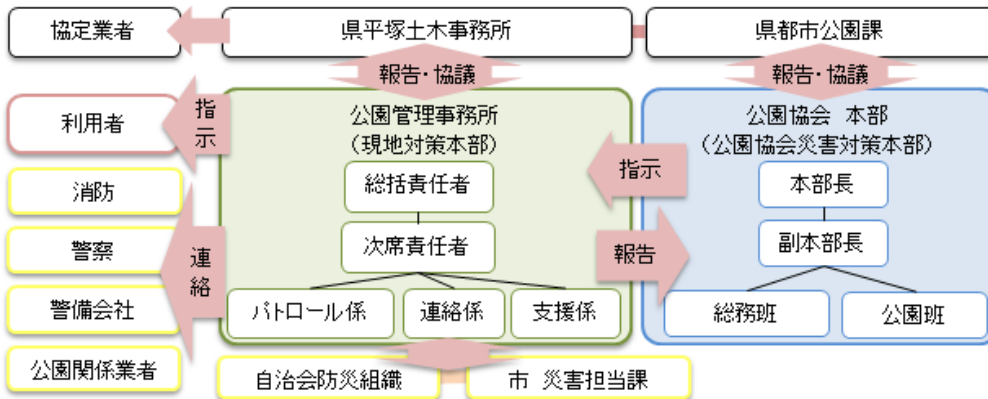 協定業者
県平塚土木事務所
県都市公園課
報告・協議
報告・協議
利用者
指示
公園管理事務所
（現地対策本部）
公園協会 本部
（公園協会災害対策本部）
総括責任者
指示
本部長
消防
次席責任者
副本部長
警察
連絡
報告
パトロール係
連絡係
支援係
総務班
公園班
警備会社
公園関係業者
自治会防災組織
市 災害担当課